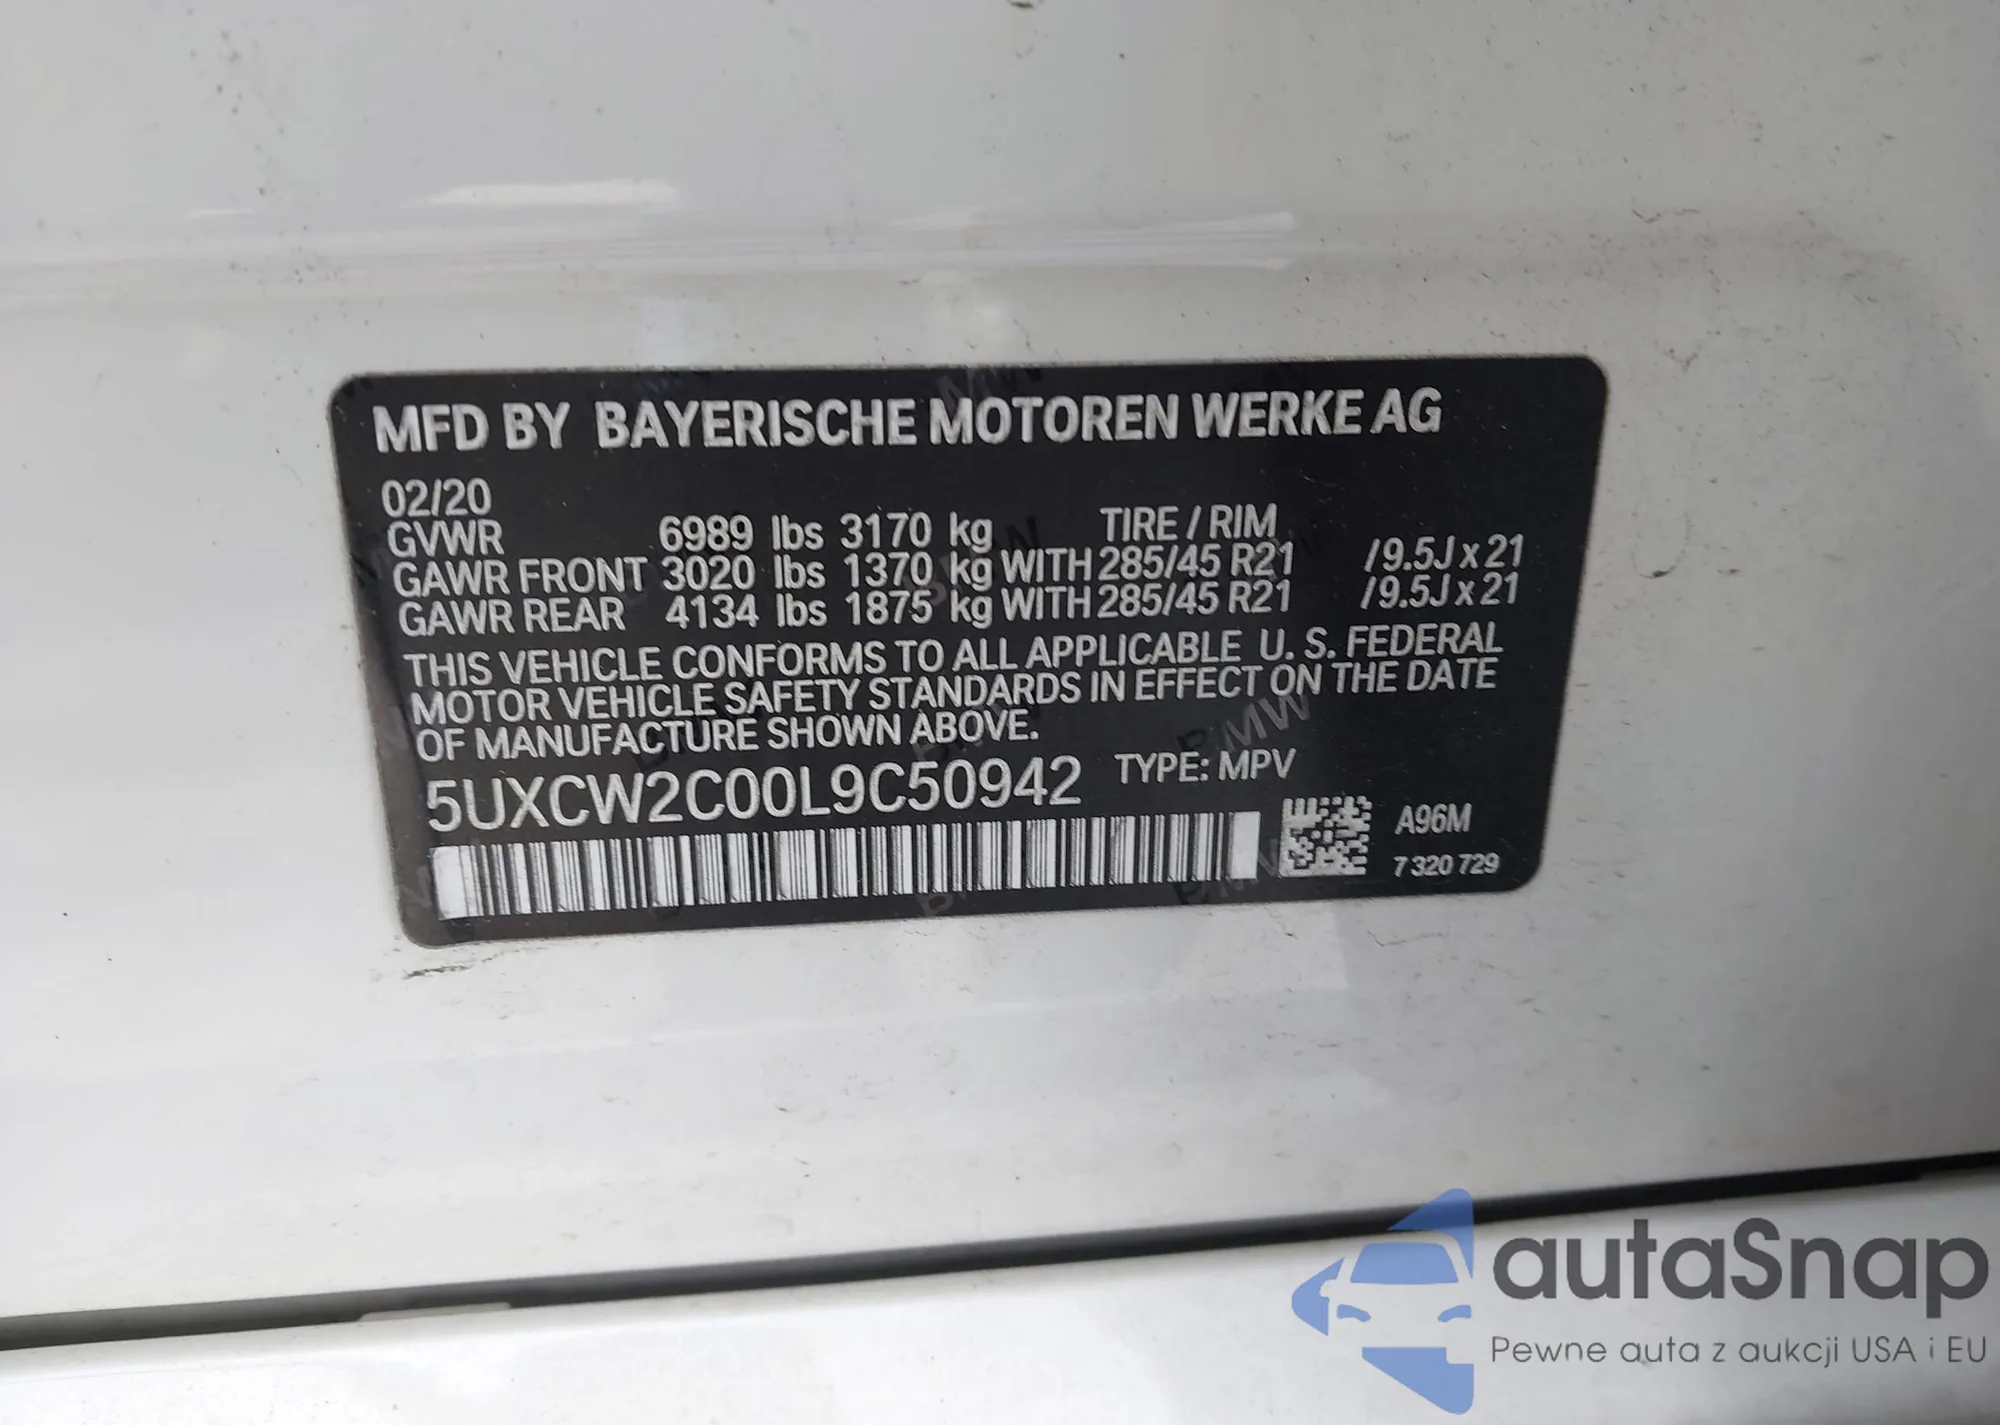 MFD BY BAYERISCHE MOTOREN WERKE AG
02/20
GVWR 6989 lbs 3170 kg TIRE / RIM
GAWR FRONT 3020 lbs 1370 kg WITH 285/45 R21 /9.5J x 21
GAWR REAR 4134 lbs 1875 kg WITH 285/45 R21 /9.5J x 21
THIS VEHICLE CONFORMS TO ALL APPLICABLE U. S. FEDERAL
MOTOR VEHICLE SAFETY STANDARDS IN EFFECT ON THE DATE
OF MANUFACTURE SHOWN ABOVE.
5UXCW2C00L9C50942 TYPE: MPV
A96M
7 320 729
autaSnap
Pewne auta z aukcji USA i EU